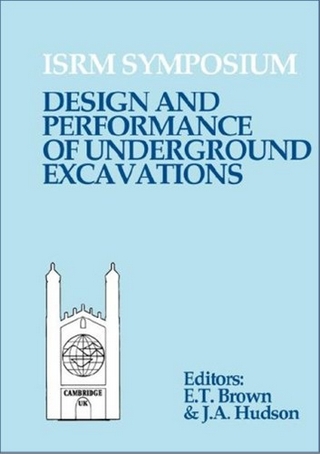 ISRM SYMPOSIUM
DESIGN AND
PERFORMANCE
OF UNDERGROUND
EXCAVATIONS
CAMBRIDGE
UK
Editors:
E.T. Brown
& J.A. Hudson